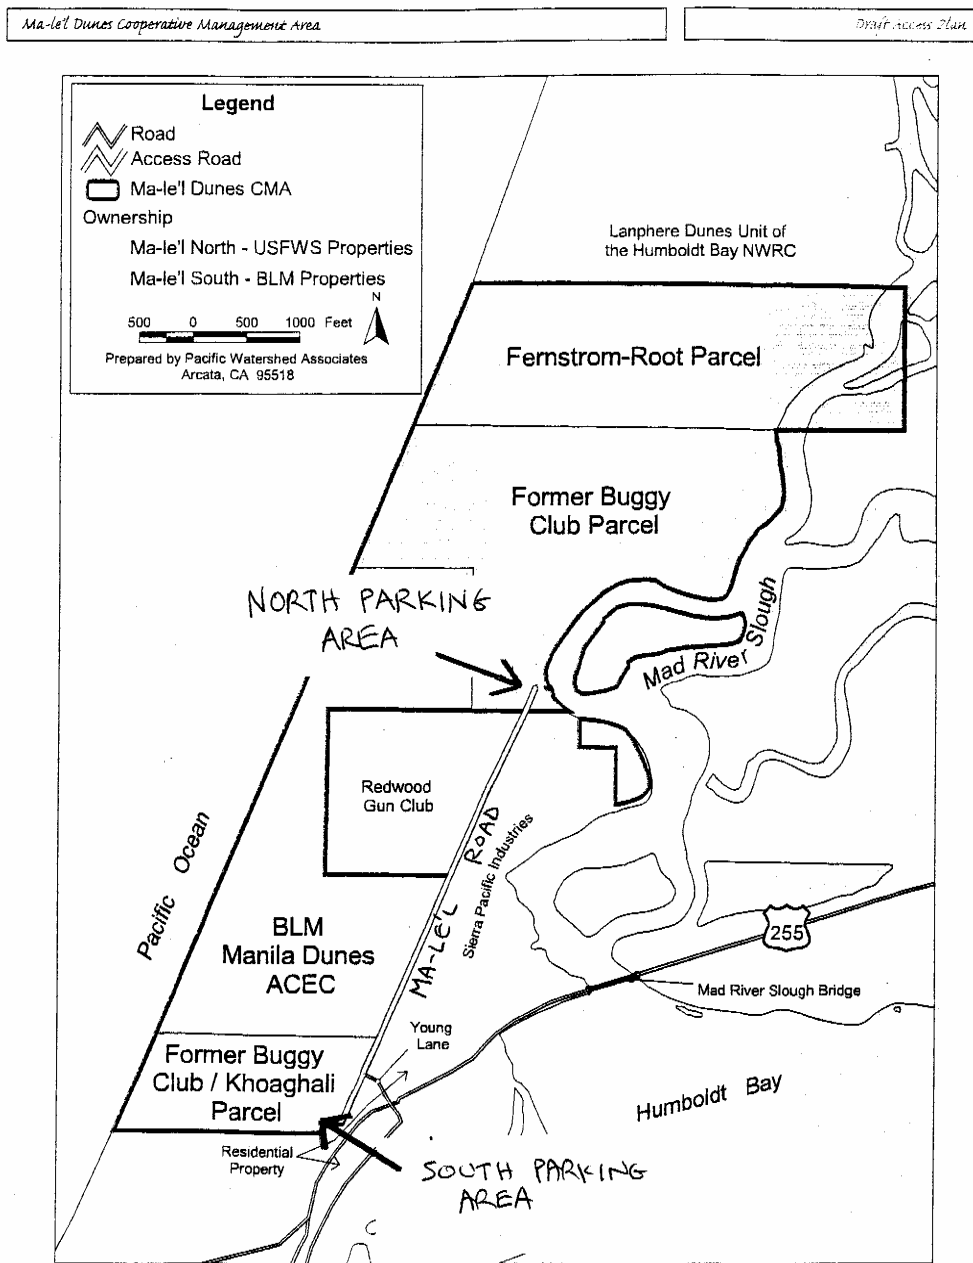 Ma-le'l Dunes Cooperative Management Area
Draft Access Plan
Legend
Road
Access Road
Ma-le'l Dunes CMA
Ownership
Ma-le'l North - USFWS Properties
Ma-le'l South - BLM Properties
N
500 0 500 1000 Feet
Prepared by Pacific Watershed Associates
Arcata, CA 95518
Lanphere Dunes Unit of
the Humboldt Bay NWRC
Fernstrom-Root Parcel
Former Buggy
Club Parcel
NORTH PARKING
AREA
Mad River Slough
Redwood
Gun Club
MA-LE'L ROAD
Sierra Pacific Industries
Pacific Ocean
BLM
Manila Dunes
ACEC
255
Mad River Slough Bridge
Young
Lane
Former Buggy
Club / Khoaghali
Parcel
Humboldt Bay
Residential
Property
SOUTH PARKING
AREA